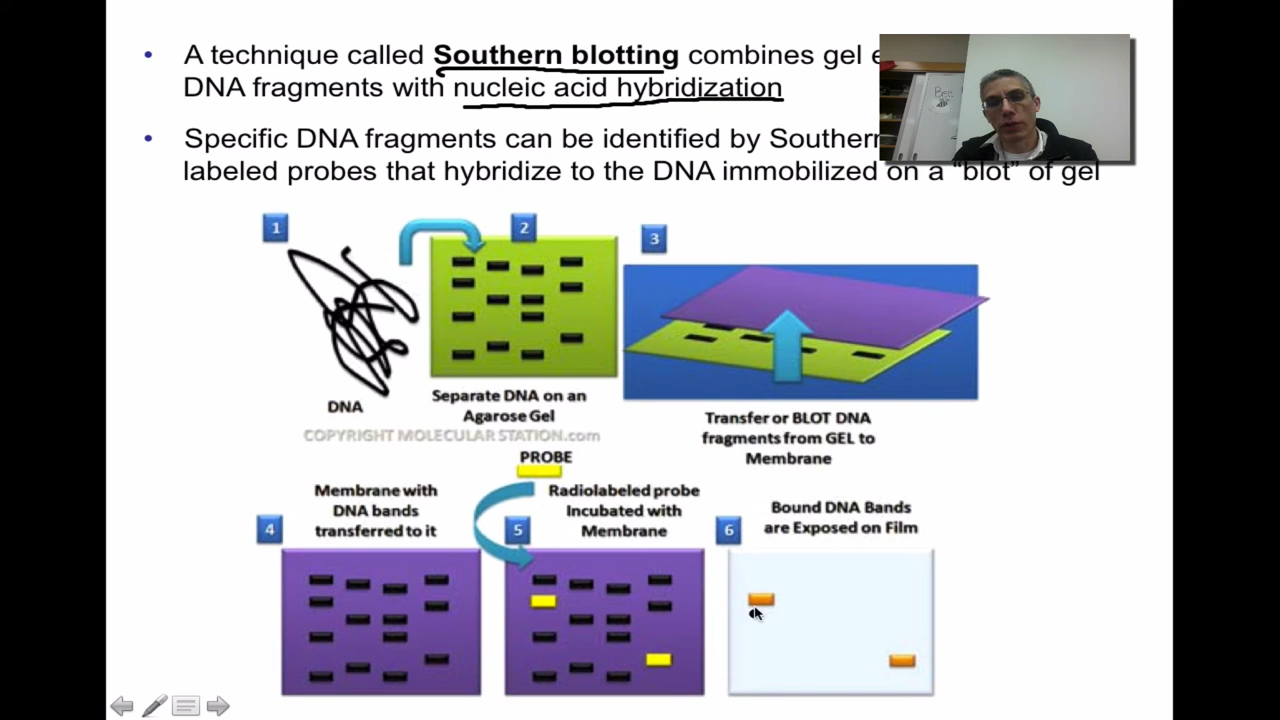 • A technique called Southern blotting combines gel
DNA fragments with nucleic acid hybridization
• Specific DNA fragments can be identified by Southern
labeled probes that hybridize to the DNA immobilized on a “blot” of gel
1
2
3
DNA
Separate DNA on an
Agarose Gel
Transfer or BLOT DNA
fragments from GEL to
Membrane
COPYRIGHT MOLECULAR STATION.com
PROBE
Membrane with
DNA bands
transferred to it
Radiolabeled probe
Incubated with
Membrane
Bound DNA Bands
are Exposed on Film
4
5
6